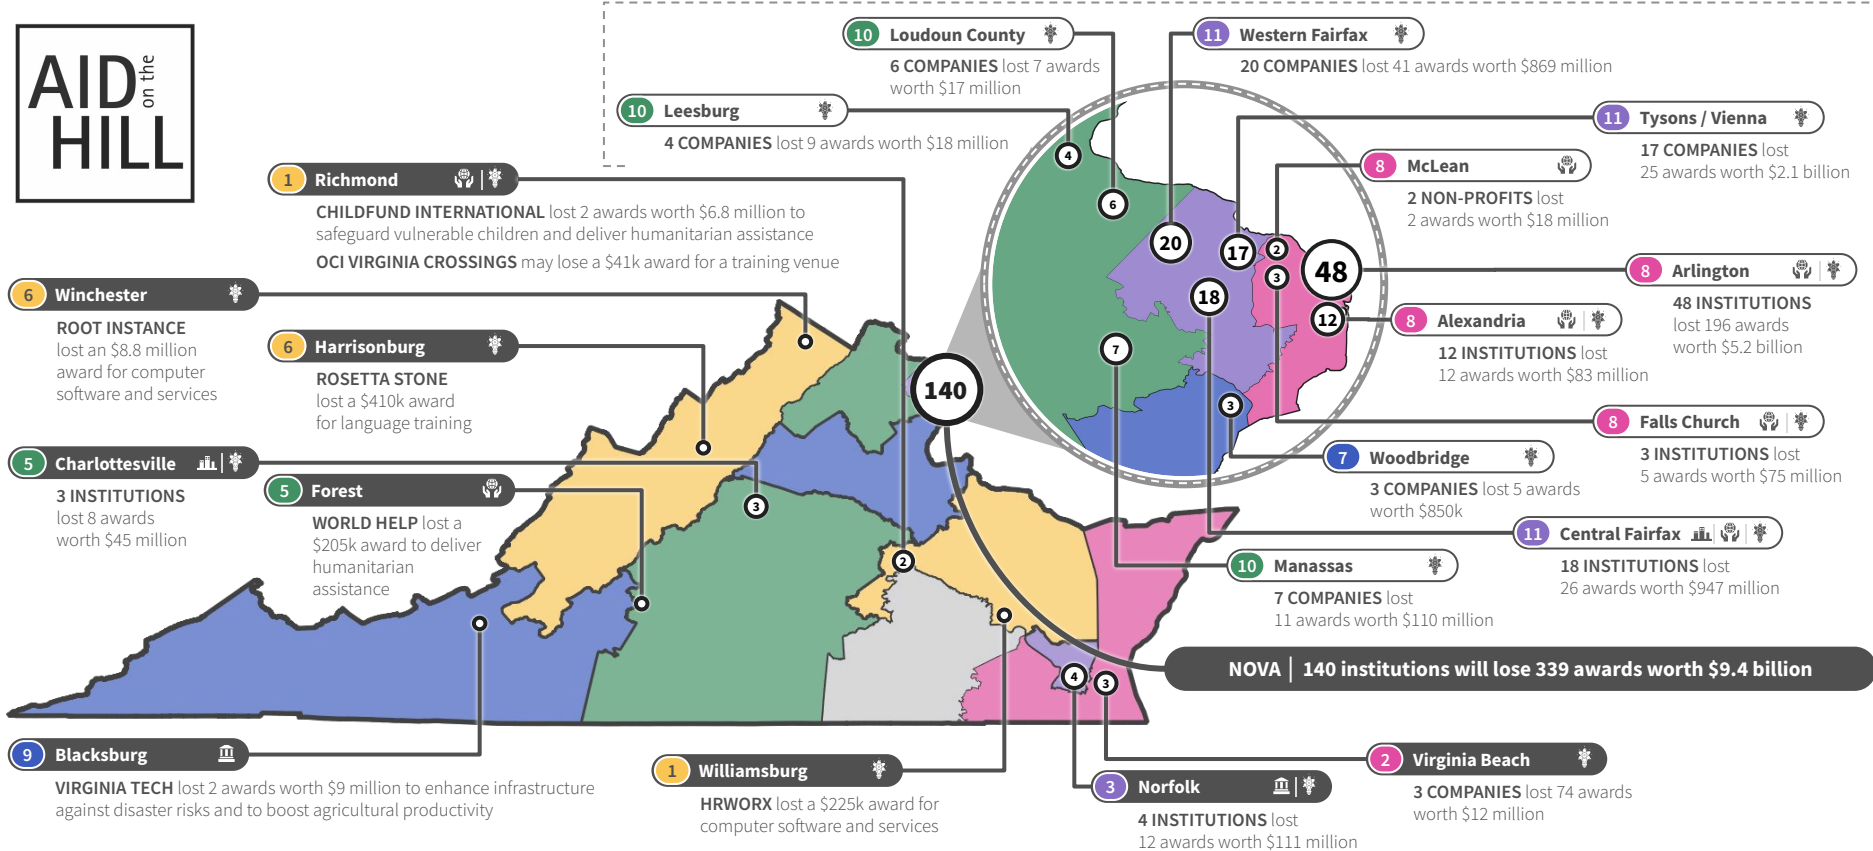 AID on the
HILL
10 Loudoun County
6 COMPANIES lost 7 awards
worth $17 million
11 Western Fairfax
20 COMPANIES lost 41 awards worth $869 million
10 Leesburg
4 COMPANIES lost 9 awards worth $18 million
11 Tysons / Vienna
17 COMPANIES lost
25 awards worth $2.1 billion
8 McLean
2 NON-PROFITS lost
2 awards worth $18 million
1 Richmond
CHILDFUND INTERNATIONAL lost 2 awards worth $6.8 million to
safeguard vulnerable children and deliver humanitarian assistance
OCI VIRGINIA CROSSINGS may lose a $41k award for a training venue
8 Arlington
48 INSTITUTIONS
lost 196 awards
worth $5.2 billion
6 Winchester
ROOT INSTANCE
lost an $8.8 million
award for computer
software and services
8 Alexandria
12 INSTITUTIONS lost
12 awards worth $83 million
6 Harrisonburg
ROSETTA STONE
lost a $410k award
for language training
8 Falls Church
3 INSTITUTIONS lost
5 awards worth $75 million
5 Charlottesville
3 INSTITUTIONS
lost 8 awards
worth $45 million
7 Woodbridge
3 COMPANIES lost 5 awards
worth $850k
5 Forest
WORLD HELP lost a
$205k award to deliver
humanitarian
assistance
11 Central Fairfax
18 INSTITUTIONS lost
26 awards worth $947 million
10 Manassas
7 COMPANIES lost
11 awards worth $110 million
4
6
20
17
2
48
3
18
12
7
3
140
3
2
4
3
NOVA | 140 institutions will lose 339 awards worth $9.4 billion
9 Blacksburg
VIRGINIA TECH lost 2 awards worth $9 million to enhance infrastructure
against disaster risks and to boost agricultural productivity
1 Williamsburg
HRWORX lost a $225k award for
computer software and services
3 Norfolk
4 INSTITUTIONS lost
12 awards worth $111 million
2 Virginia Beach
3 COMPANIES lost 74 awards
worth $12 million